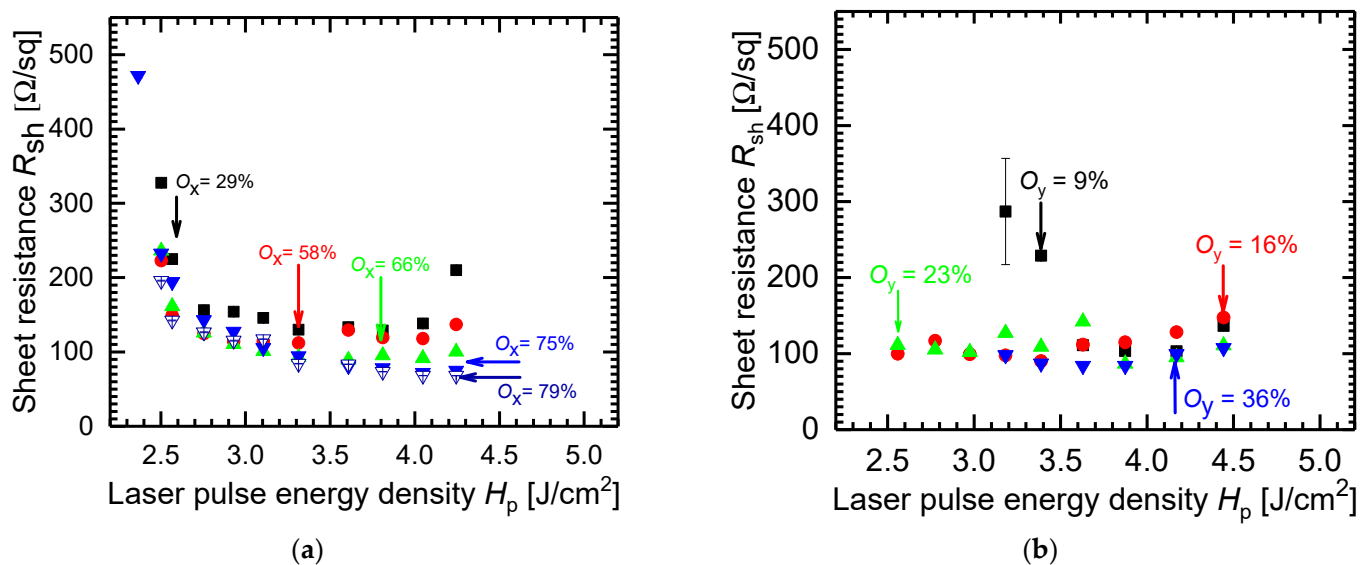 Sheet resistance Rsh [Ω/sq]
500
400
300
200
100
0
Ox= 29%
Ox= 58%
Ox= 66%
Ox= 75%
Ox= 79%
2.5 3.0 3.5 4.0 4.5 5.0
Laser pulse energy density Hp [J/cm2]
(a)
Sheet resistance Rsh [Ω/sq]
500
400
300
200
100
0
Oy = 9%
Oy = 16%
Oy = 23%
Oy = 36%
2.5 3.0 3.5 4.0 4.5 5.0
Laser pulse energy density Hp [J/cm2]
(b)